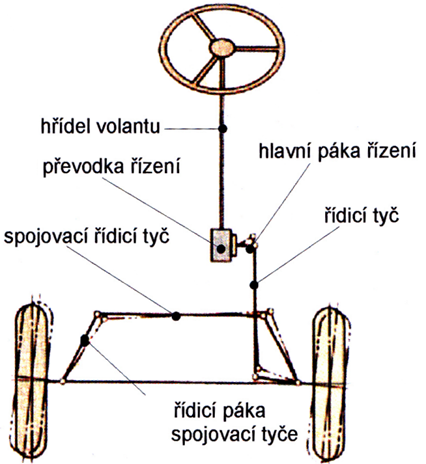 hřídel volantu
hlavní páka řízení
převodka řízení
řídicí tyč
spojovací řídicí tyč
řídicí páka
spojovací tyče